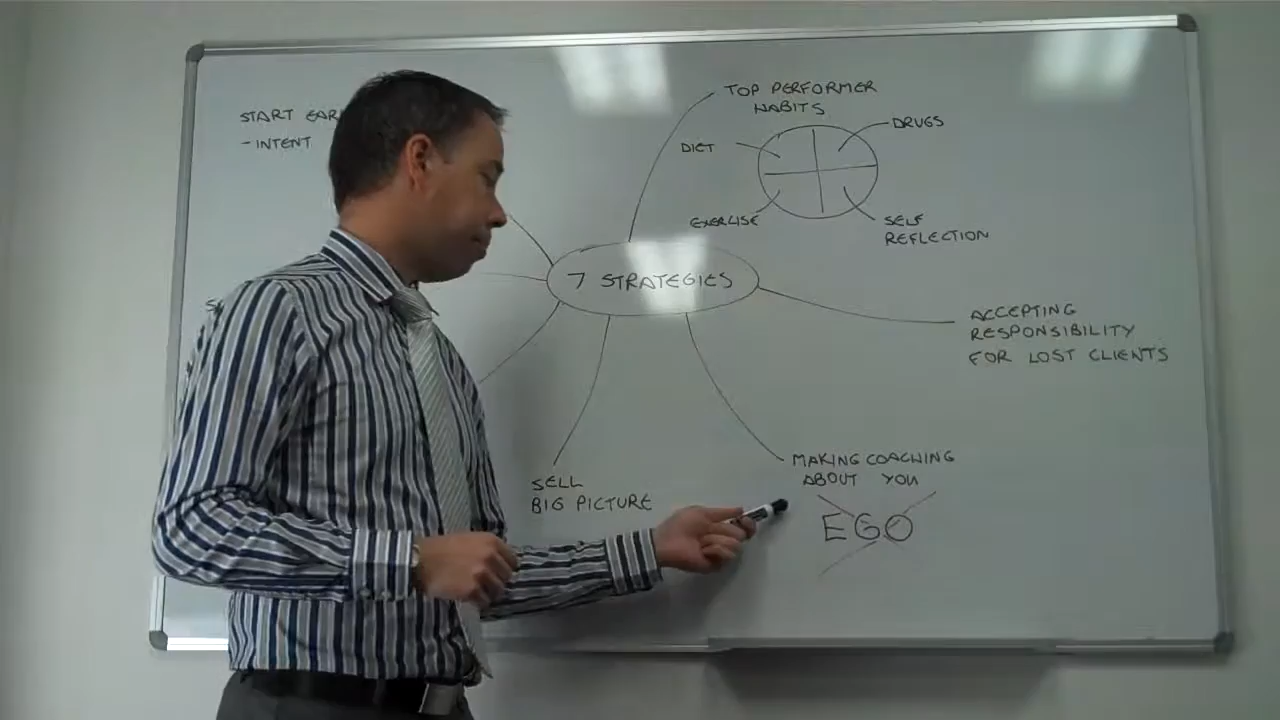 TOP PERFORMER
HABITS
START
- INTENT
DIET
DRUGS
EXERCISE
SELF
REFLECTION
7 STRATEGIES
ACCEPTING
RESPONSIBILITY
FOR LOST CLIENTS
MAKING COACHING
ABOUT YOU
EGO
SELL
BIG PICTURE